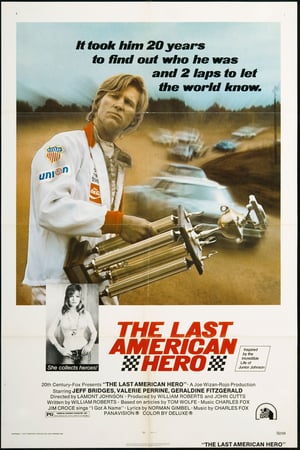 It took him 20 years
to find out who he was
and 2 laps to let
the world know.
union
THE LAST
AMERICAN
HERO
Inspired by
the
Incredible
Life of
Junior Johnson
She collects heroes!
20th Century-Fox Presents "THE LAST AMERICAN HERO" • A Joe Wizan-Rojo Production
Starring JEFF BRIDGES, VALERIE PERRINE, GERALDINE FITZGERALD
Directed by LAMONT JOHNSON • Produced by WILLIAM ROBERTS and JOHN CUTTS
Written by WILLIAM ROBERTS • Based on articles by TOM WOLFE • Music by CHARLES FOX
JIM CROCE sings "I Got A Name" • Lyrics by NORMAN GIMBEL • Music by CHARLES FOX
PANAVISION® COLOR BY DELUXE®
PG
"THE LAST AMERICAN HERO"